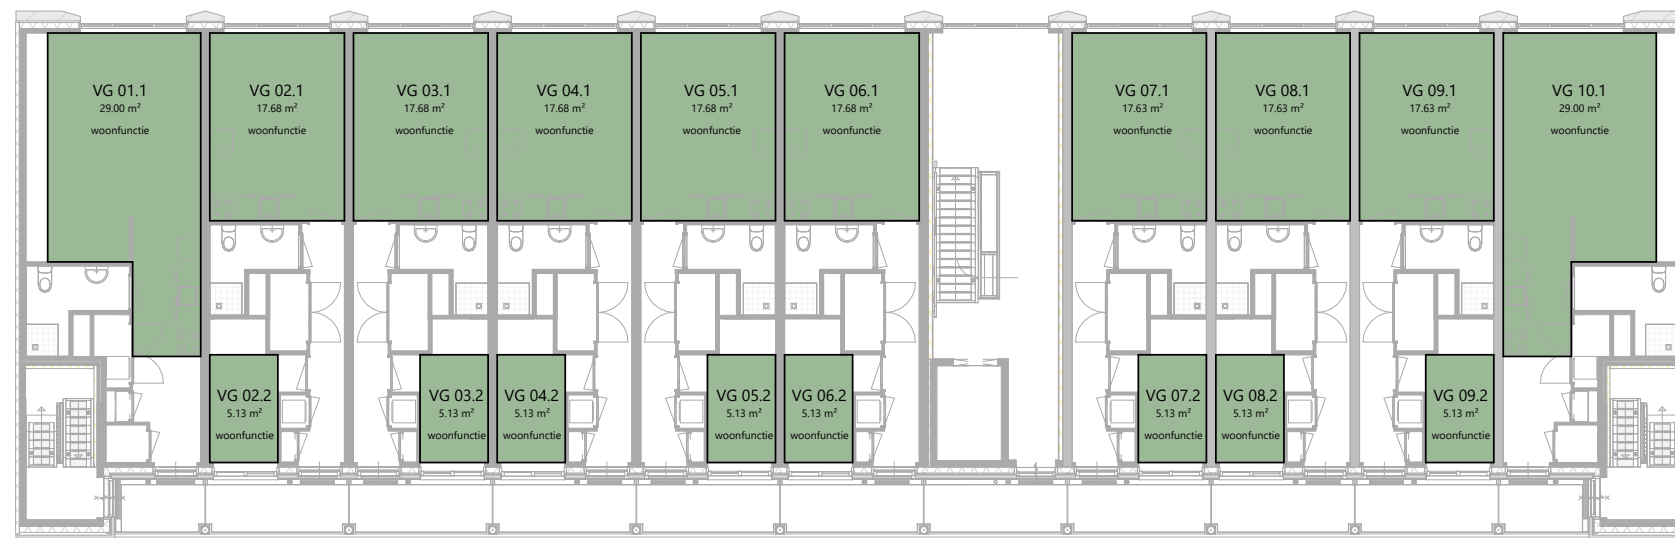 VG 01.1
29.00 m²
woonfunctie
VG 02.1
17.68 m²
woonfunctie
VG 03.1
17.68 m²
woonfunctie
VG 04.1
17.68 m²
woonfunctie
VG 05.1
17.68 m²
woonfunctie
VG 06.1
17.68 m²
woonfunctie
VG 07.1
17.63 m²
woonfunctie
VG 08.1
17.63 m²
woonfunctie
VG 09.1
17.63 m²
woonfunctie
VG 10.1
29.00 m²
woonfunctie
VG 02.2
5.13 m²
woonfunctie
VG 03.2
5.13 m²
woonfunctie
VG 04.2
5.13 m²
woonfunctie
VG 05.2
5.13 m²
woonfunctie
VG 06.2
5.13 m²
woonfunctie
VG 07.2
5.13 m²
woonfunctie
VG 08.2
5.13 m²
woonfunctie
VG 09.2
5.13 m²
woonfunctie